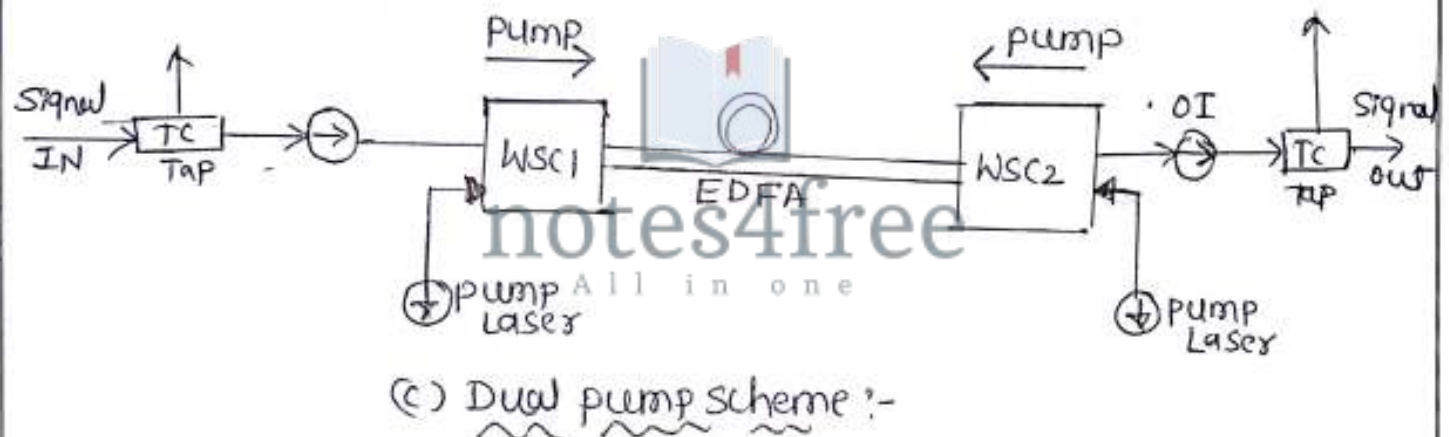 Pump
pump
Signal
IN
TC
Tap
WSC1
EDFA
WSC2
OI
TC
Tap
Signal
out
notes4free
All in one
pump
Laser
pump
Laser
(c) Dual pump scheme :-